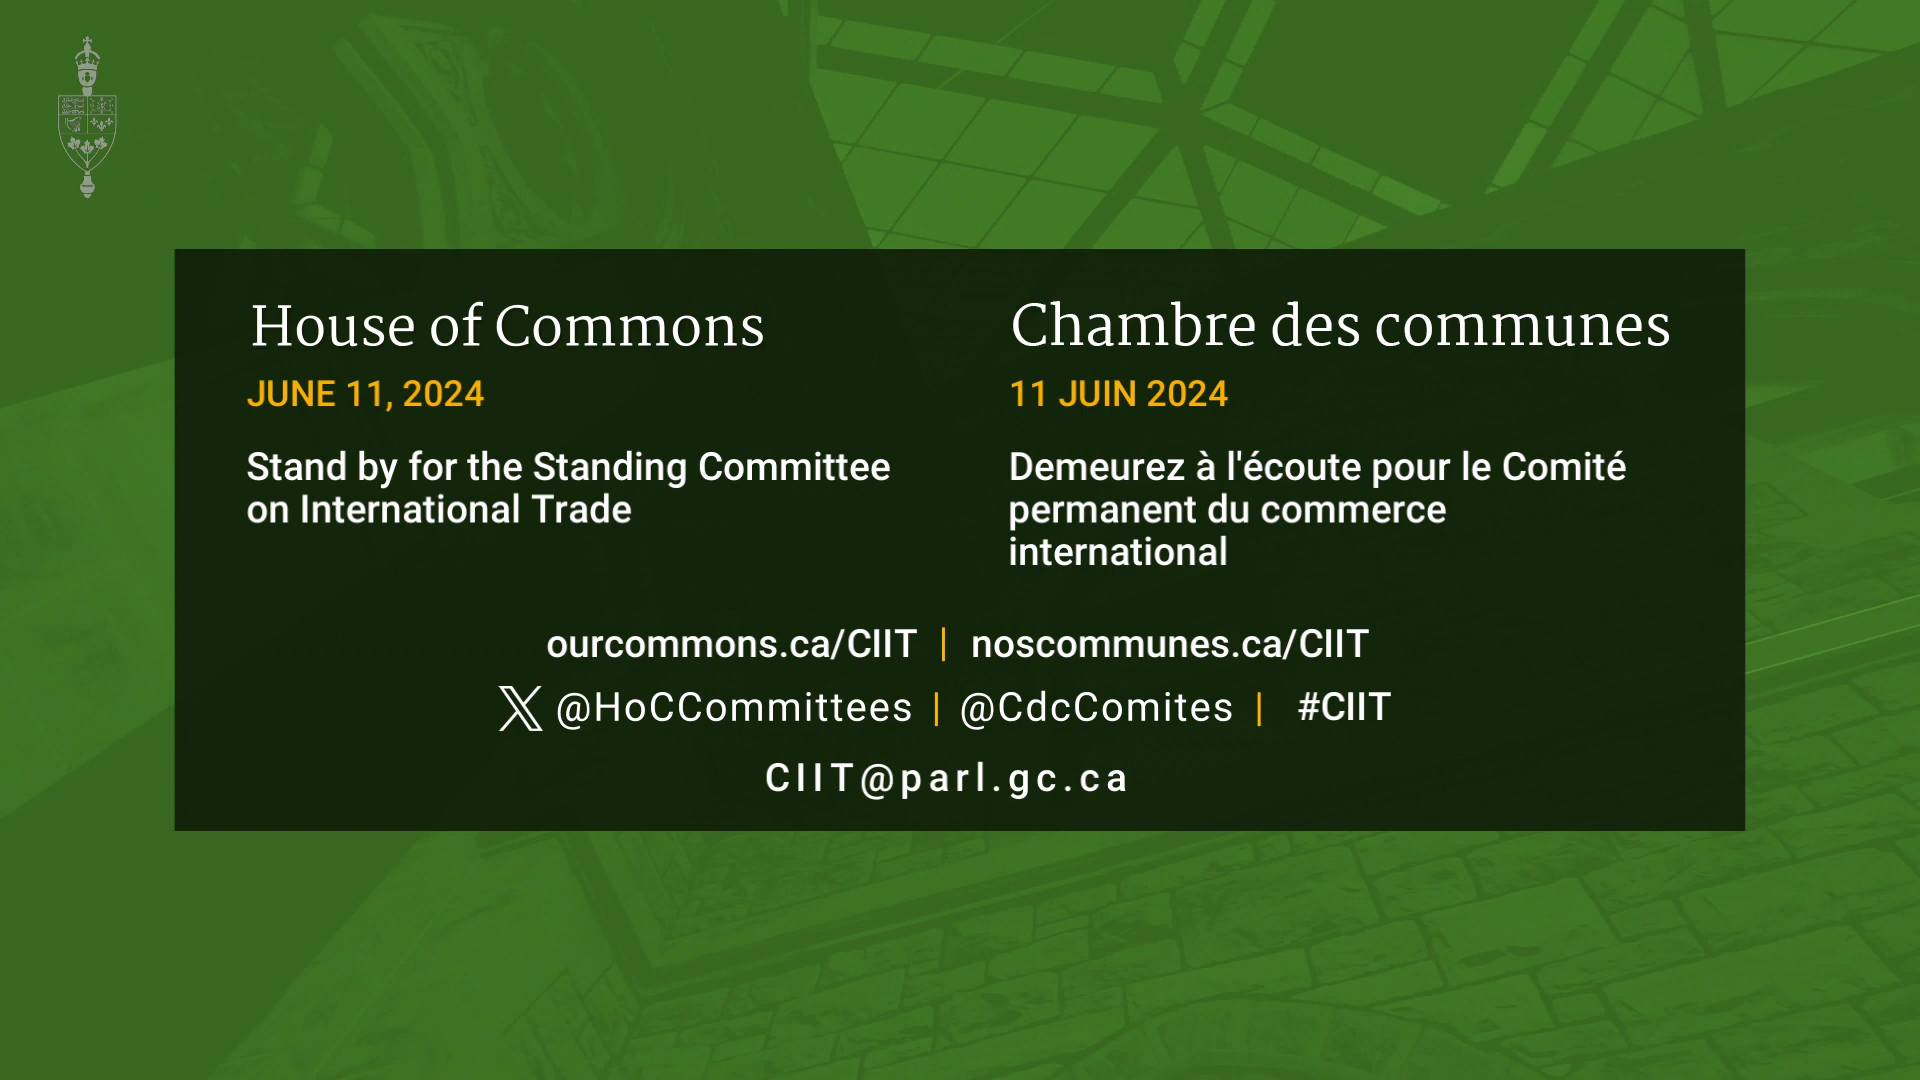 House of Commons
JUNE 11, 2024
Stand by for the Standing Committee
on International Trade
Chambre des communes
11 JUIN 2024
Demeurez à l'écoute pour le Comité
permanent du commerce
international
ourcommons.ca/CIIT | noscommunes.ca/CIIT
@HoCCommittees | @CdcComites | #CIIT
CIIT@parl.gc.ca